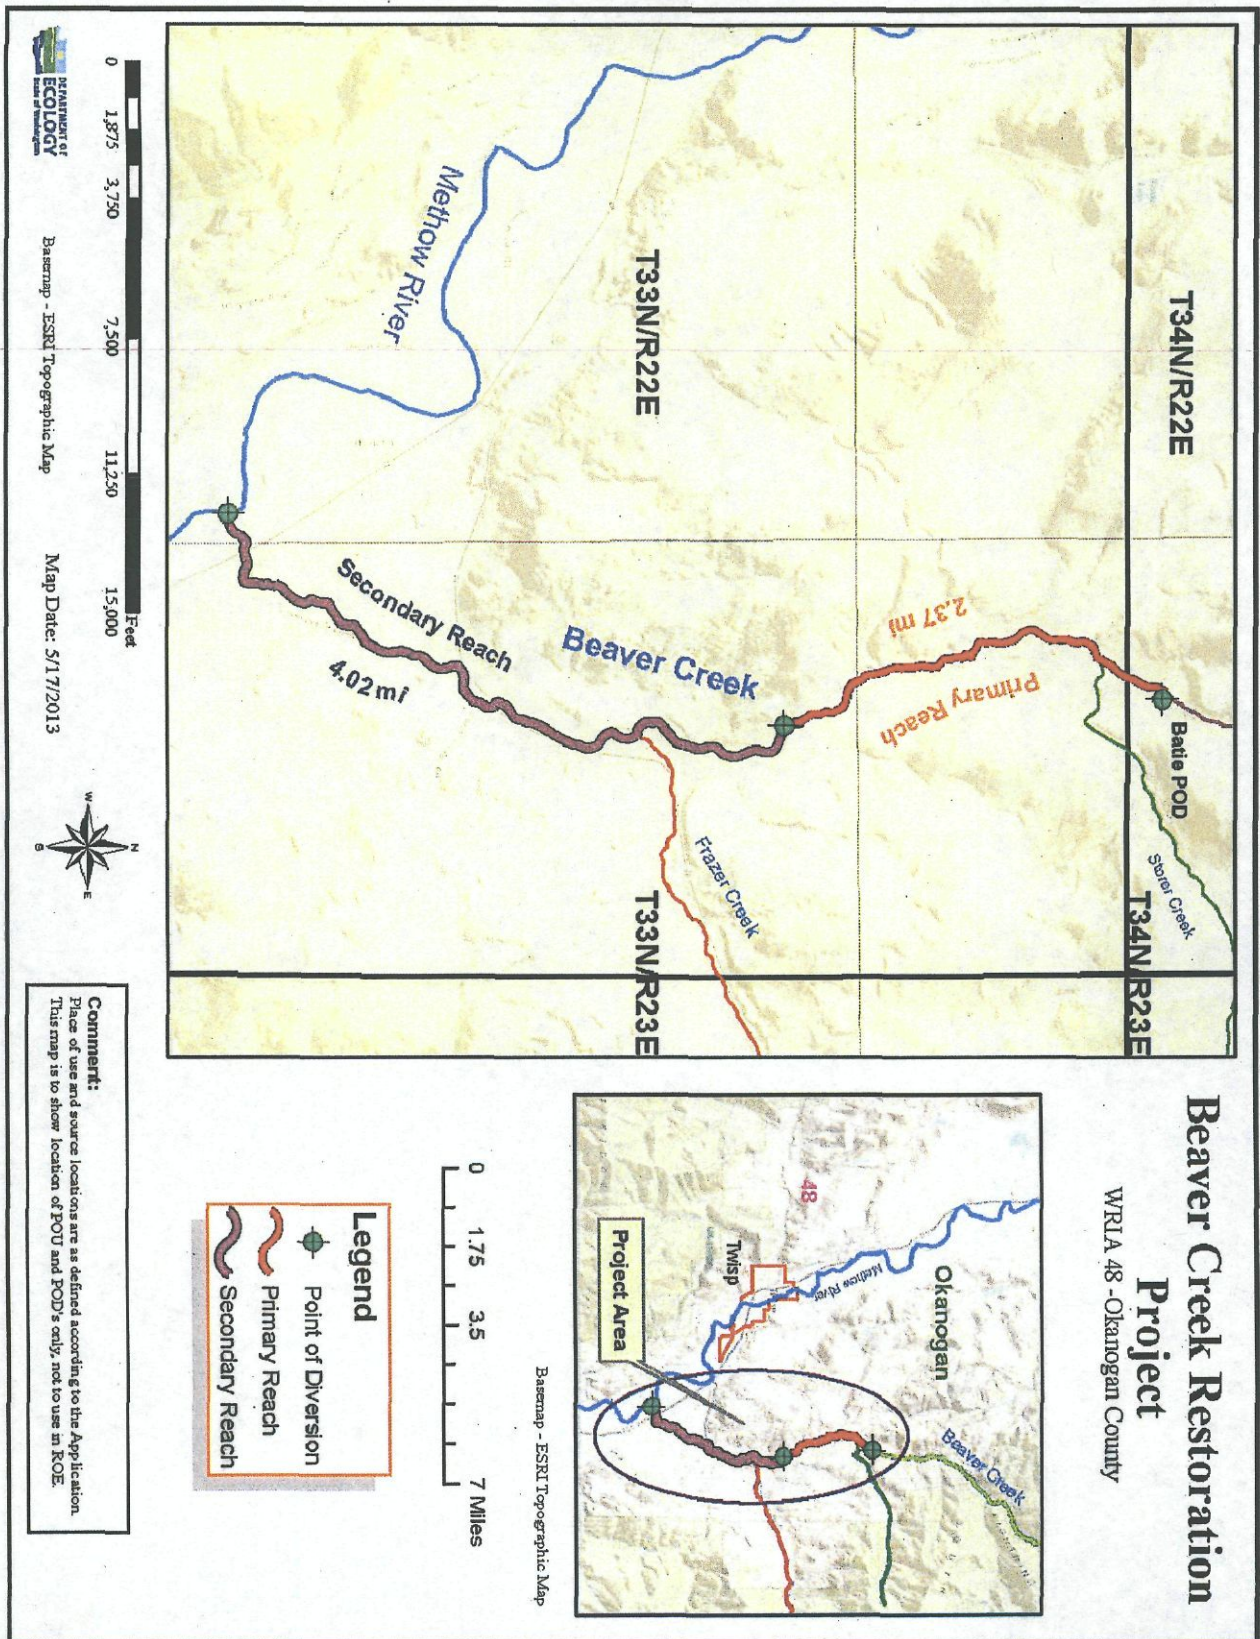 Beaver Creek Restoration
Project
WRIA 48 -Okanogan County
T34N/R22E
T34N/R23E
Batie POD
Storer Creek
2.37 mi
Primary Reach
T33N/R22E
T33N/R23E
Beaver Creek
Frazer Creek
Methow River
Secondary Reach
4.02 mi
Okanogan
Beaver Creek
48
Methow River
Twisp
Project Area
Basemap - ESRI Topographic Map
0 1.75 3.5 7 Miles
Legend
Point of Diversion
Primary Reach
Secondary Reach
Feet
0 1,875 3,750 7,500 11,250 15,000
DEPARTMENT OF
ECOLOGY
State of Washington
Basemap - ESRI Topographic Map
Map Date: 5/17/2013
N
W
E
S
Comment:
Place of use and source locations are as defined according to the Application.
This map is to show location of POU and POD's only, not to use in ROE.